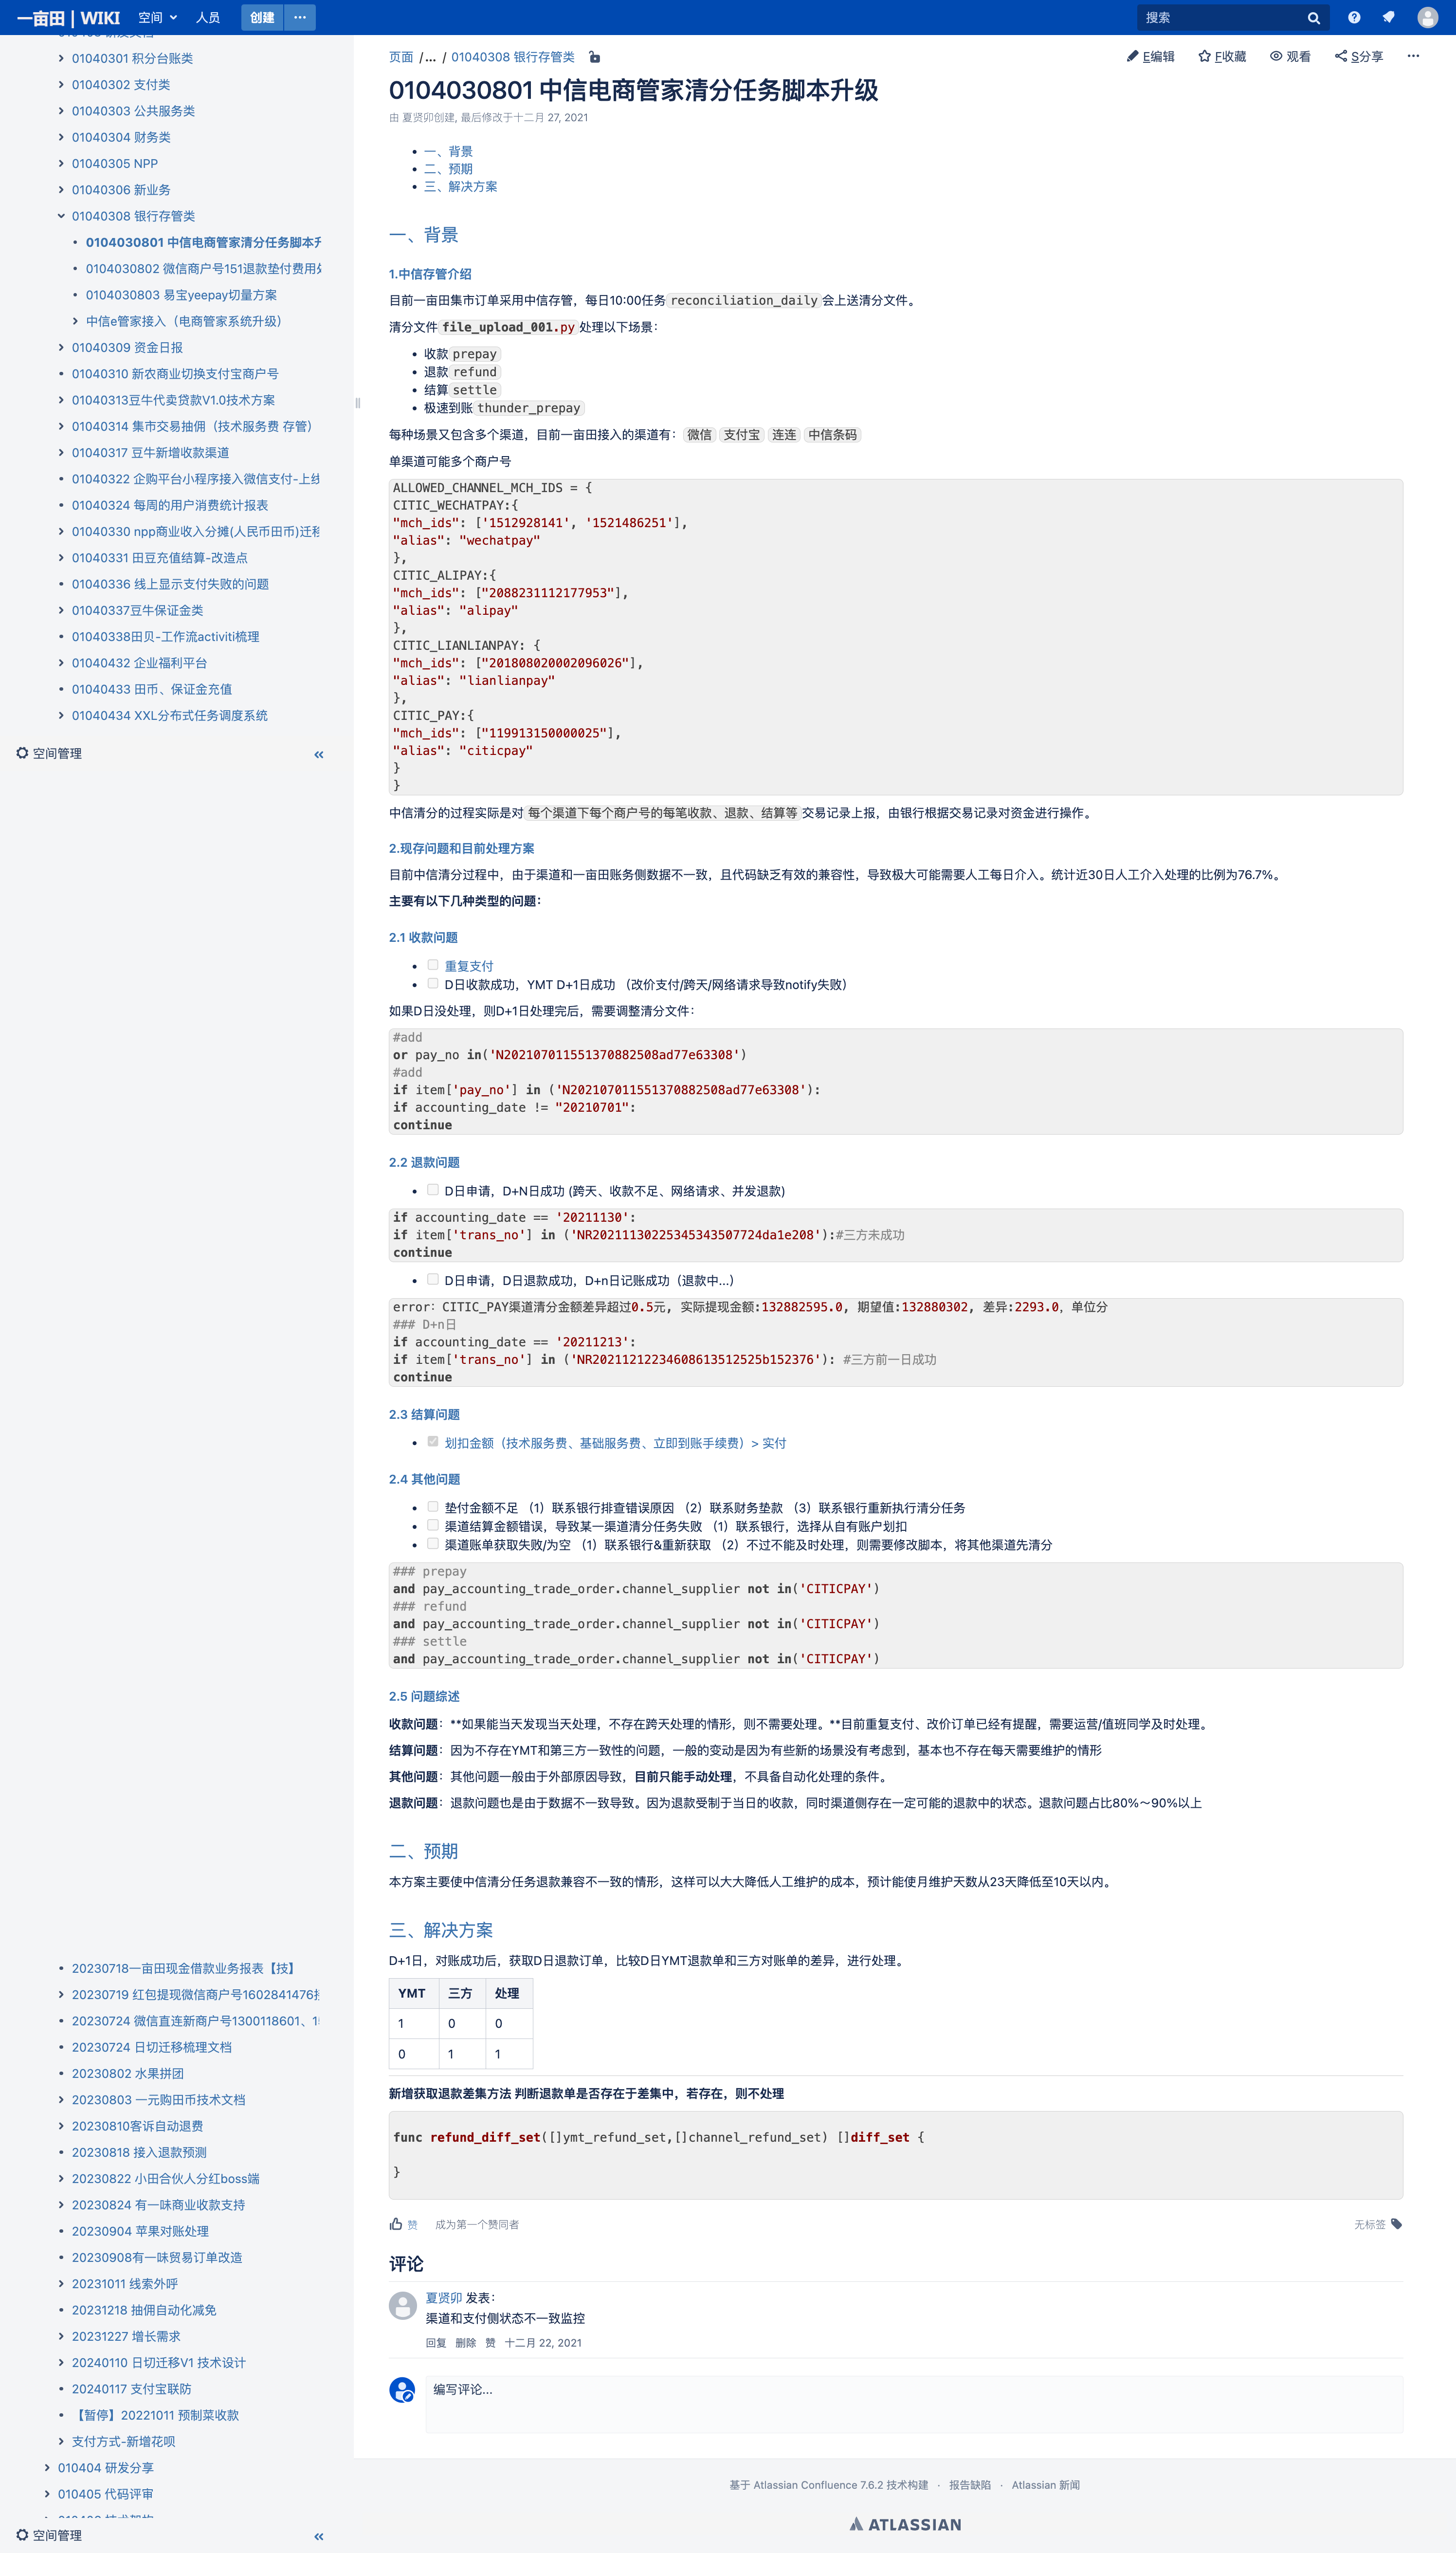 一亩田 | WIKI 空间 人员 创建 ··· 搜索
01040301 积分台账类
01040302 支付类
01040303 公共服务类
01040304 财务类
01040305 NPP
01040306 新业务
01040308 银行存管类
0104030801 中信电商管家清分任务脚本升
0104030802 微信商户号151退款垫付费用处
0104030803 易宝yeepay切量方案
中信e管家接入（电商管家系统升级）
01040309 资金日报
01040310 新农商业切换支付宝商户号
01040313豆牛代卖贷款V1.0技术方案
01040314 集市交易抽佣（技术服务费 存管）
01040317 豆牛新增收款渠道
01040322 企购平台小程序接入微信支付-上线
01040324 每周的用户消费统计报表
01040330 npp商业收入分摊(人民币田币)迁移
01040331 田豆充值结算-改造点
01040336 线上显示支付失败的问题
01040337豆牛保证金类
01040338田贝-工作流activiti梳理
01040432 企业福利平台
01040433 田币、保证金充值
01040434 XXL分布式任务调度系统
空间管理
页面 /... / 01040308 银行存管类
E编辑 F收藏 观看 S分享 ···
0104030801 中信电商管家清分任务脚本升级
由 夏贤卯创建, 最后修改于十二月 27, 2021
一、背景
二、预期
三、解决方案
一、背景
1.中信存管介绍
目前一亩田集市订单采用中信存管，每日10:00任务 reconciliation_daily 会上送清分文件。
清分文件 file_upload_001.py 处理以下场景：
收款 prepay
退款 refund
结算 settle
极速到账 thunder_prepay
每种场景又包含多个渠道，目前一亩田接入的渠道有： 微信 支付宝 连连 中信条码
单渠道可能多个商户号
ALLOWED_CHANNEL_MCH_IDS = {
CITIC_WECHATPAY:{
"mch_ids": ['1512928141', '1521486251'],
"alias": "wechatpay"
},
CITIC_ALIPAY:{
"mch_ids": ["2088231112177953"],
"alias": "alipay"
},
CITIC_LIANLIANPAY: {
"mch_ids": ["201808020002096026"],
"alias": "lianlianpay"
},
CITIC_PAY:{
"mch_ids": ["119913150000025"],
"alias": "citicpay"
}
}
中信清分的过程实际是对 每个渠道下每个商户号的每笔收款、退款、结算等 交易记录上报，由银行根据交易记录对资金进行操作。
2.现存问题和目前处理方案
目前中信清分过程中，由于渠道和一亩田账务侧数据不一致，且代码缺乏有效的兼容性，导致极大可能需要人工每日介入。统计近30日人工介入处理的比例为76.7%。
主要有以下几种类型的问题：
2.1 收款问题
重复支付
D日收款成功，YMT D+1日成功 （改价支付/跨天/网络请求导致notify失败）
如果D日没处理，则D+1日处理完后，需要调整清分文件：
#add
or pay_no in('N202107011551370882508ad77e63308')
#add
if item['pay_no'] in ('N202107011551370882508ad77e63308'):
if accounting_date != "20210701":
continue
2.2 退款问题
D日申请，D+N日成功 (跨天、收款不足、网络请求、并发退款)
if accounting_date == '20211130':
if item['trans_no'] in ('NR20211130225345343507724da1e208'):#三方未成功
continue
D日申请，D日退款成功，D+n日记账成功（退款中...）
error：CITIC_PAY渠道清分金额差异超过0.5元, 实际提现金额:132882595.0, 期望值:132880302, 差异:2293.0，单位分
### D+n日
if accounting_date == '20211213':
if item['trans_no'] in ('NR20211212234608613512525b152376'): #三方前一日成功
continue
2.3 结算问题
划扣金额（技术服务费、基础服务费、立即到账手续费）> 实付
2.4 其他问题
垫付金额不足 （1）联系银行排查错误原因 （2）联系财务垫款 （3）联系银行重新执行清分任务
渠道结算金额错误，导致某一渠道清分任务失败 （1）联系银行，选择从自有账户划扣
渠道账单获取失败/为空 （1）联系银行&重新获取 （2）不过不能及时处理，则需要修改脚本，将其他渠道先清分
### prepay
and pay_accounting_trade_order.channel_supplier not in('CITICPAY')
### refund
and pay_accounting_trade_order.channel_supplier not in('CITICPAY')
### settle
and pay_accounting_trade_order.channel_supplier not in('CITICPAY')
2.5 问题综述
收款问题：**如果能当天发现当天处理，不存在跨天处理的情形，则不需要处理。**目前重复支付、改价订单已经有提醒，需要运营/值班同学及时处理。
结算问题：因为不存在YMT和第三方一致性的问题，一般的变动是因为有些新的场景没有考虑到，基本也不存在每天需要维护的情形
其他问题：其他问题一般由于外部原因导致，目前只能手动处理，不具备自动化处理的条件。
退款问题：退款问题也是由于数据不一致导致。因为退款受制于当日的收款，同时渠道侧存在一定可能的退款中的状态。退款问题占比80%～90%以上
二、预期
本方案主要使中信清分任务退款兼容不一致的情形，这样可以大大降低人工维护的成本，预计能使月维护天数从23天降低至10天以内。
三、解决方案
D+1日，对账成功后，获取D日退款订单，比较D日YMT退款单和三方对账单的差异，进行处理。
YMT 三方 处理
1 0 0
0 1 1
新增获取退款差集方法 判断退款单是否存在于差集中，若存在，则不处理
func refund_diff_set([]ymt_refund_set,[]channel_refund_set) []diff_set {
}
赞 成为第一个赞同者 无标签
评论
夏贤卯 发表：
渠道和支付侧状态不一致监控
回复 删除 赞 十二月 22, 2021
编写评论...
20230718一亩田现金借款业务报表【技】
20230719 红包提现微信商户号1602841476接
20230724 微信直连新商户号1300118601、15
20230724 日切迁移梳理文档
20230802 水果拼团
20230803 一元购田币技术文档
20230810客诉自动退费
20230818 接入退款预测
20230822 小田合伙人分红boss端
20230824 有一味商业收款支持
20230904 苹果对账处理
20230908有一味贸易订单改造
20231011 线索外呼
20231218 抽佣自动化减免
20231227 增长需求
20240110 日切迁移V1 技术设计
20240117 支付宝联防
【暂停】20221011 预制菜收款
支付方式-新增花呗
010404 研发分享
010405 代码评审
空间管理
基于 Atlassian Confluence 7.6.2 技术构建 · 报告缺陷 · Atlassian 新闻
ATLASSIAN